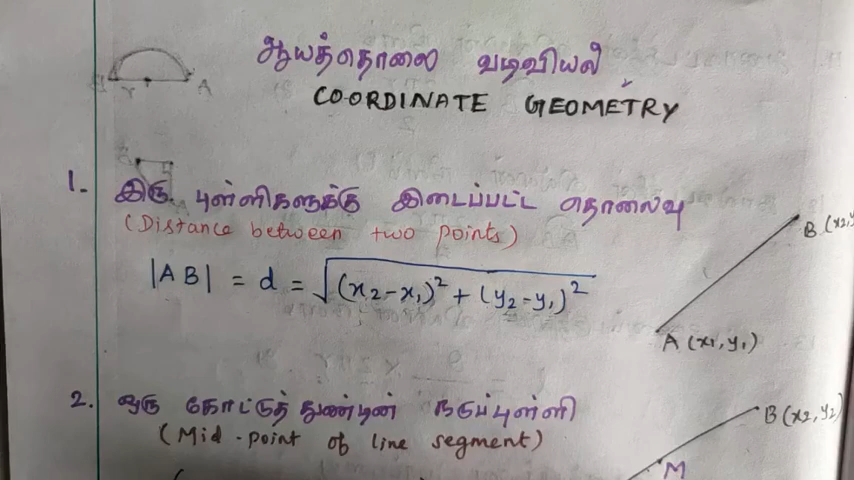 ஆயத்தொலை வடிவியல்
COORDINATE GEOMETRY
1. இரு புள்ளிகளுக்கு இடைப்பட்ட தொலைவு
(Distance between two points)
|AB| = d = √(x₂-x₁)² + (y₂-y₁)²
B (x₂,y
A (x₁,y₁)
2. ஒரு கோட்டுத்துண்டின் நடுப்புள்ளி
(Mid-point of line segment)
B (x₂, y₂)
M